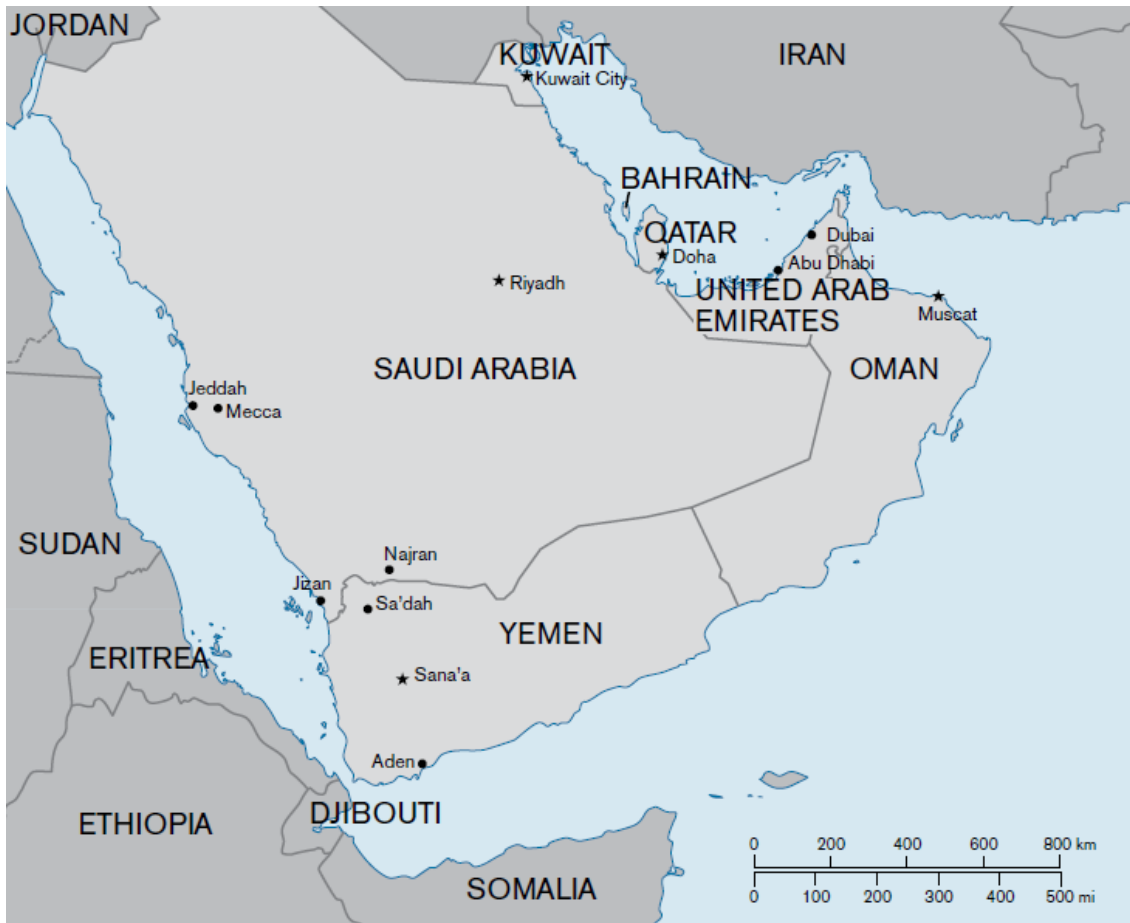 JORDAN
KUWAIT
IRAN
Kuwait City
BAHRAIN
QATAR
Dubai
Doha
Abu Dhabi
Riyadh
UNITED ARAB
EMIRATES
Muscat
SAUDI ARABIA
OMAN
Jeddah
Mecca
SUDAN
Najran
Jizan
Sa'dah
YEMEN
ERITREA
Sana'a
Aden
DJIBOUTI
ETHIOPIA
SOMALIA
0 200 400 600 800 km
0 100 200 300 400 500 mi